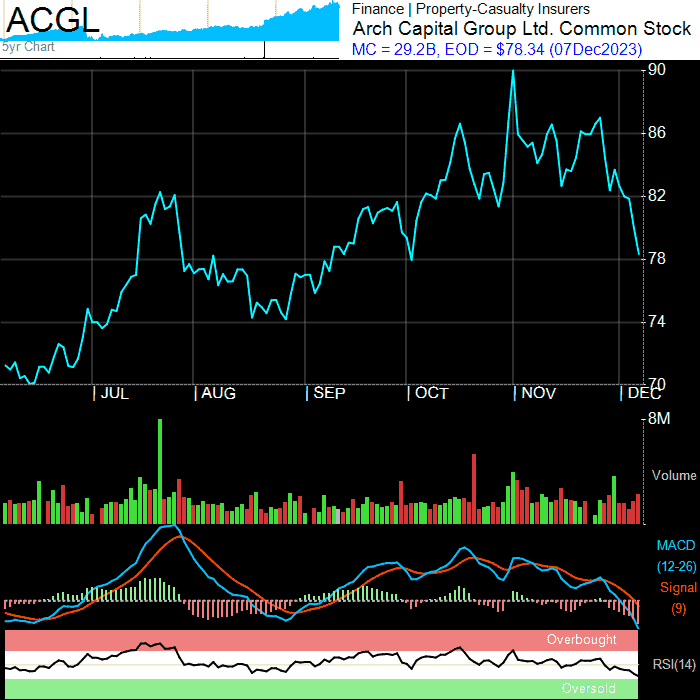 ACGL
5yr Chart
Finance | Property-Casualty Insurers
Arch Capital Group Ltd. Common Stock
MC = 29.2B, EOD = $78.34 (07Dec2023)
90
86
82
78
74
70
JUL AUG SEP OCT NOV DEC
8M
Volume
MACD
(12-26)
Signal
(9)
Overbought
RSI(14)
Oversold